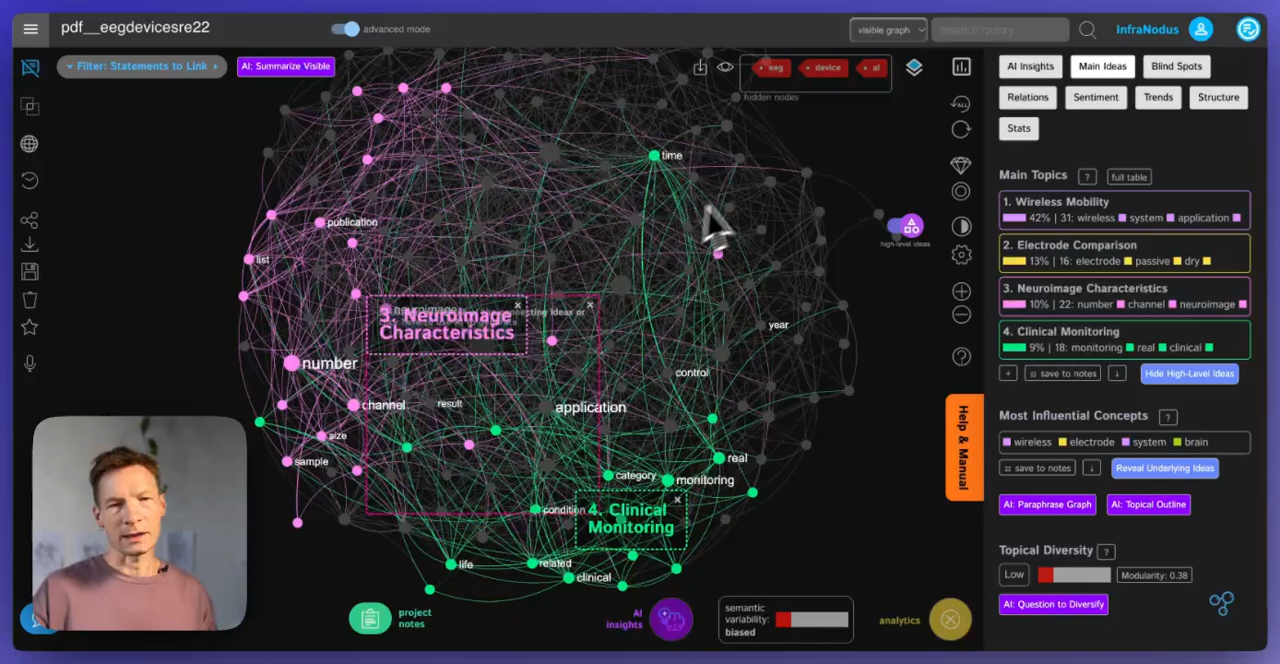 pdf__eegdevicesre22
advanced mode
visible graph
search query
InfraNodus
Filter: Statements to Link
AI: Summarize Visible
eeg
device
al
hidden nodes
time
publication
list
high-level ideas
3. Neuroimage
Characteristics
year
control
number
channel
result
application
size
sample
category
real
monitoring
condition
4. Clinical
Monitoring
life
related
clinical
project
notes
AI
insights
semantic
variability:
biased
analytics
ALL
Help & Manual
AI Insights
Main Ideas
Blind Spots
Relations
Sentiment
Trends
Structure
Stats
Main Topics ? full table
1. Wireless Mobility
42% | 31: wireless system application
2. Electrode Comparison
13% | 16: electrode passive dry
3. Neuroimage Characteristics
10% | 22: number channel neuroimage
4. Clinical Monitoring
9% | 18: monitoring real clinical
+ :: save to notes ↓ Hide High-Level Ideas
Most Influential Concepts ?
wireless electrode system brain
:: save to notes ↓ Reveal Underlying Ideas
AI: Paraphrase Graph AI: Topical Outline
Topical Diversity ?
Low Modularity: 0.38
AI: Question to Diversify